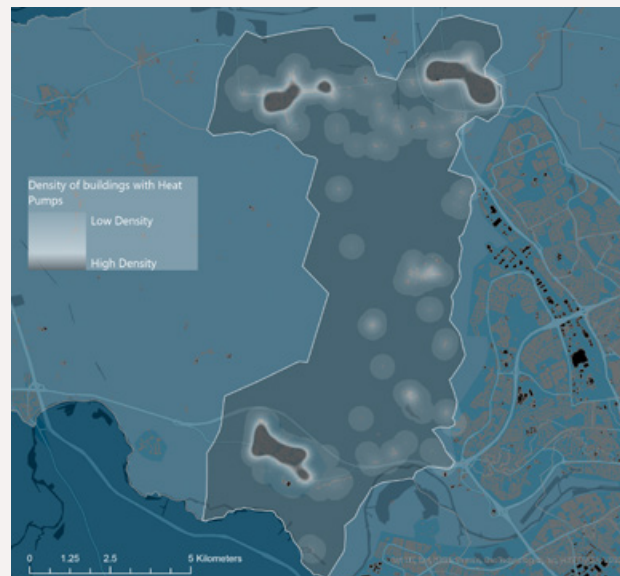 Density of buildings with Heat
Pumps
Low Density
High Density
0 1.25 2.5 5 Kilometers